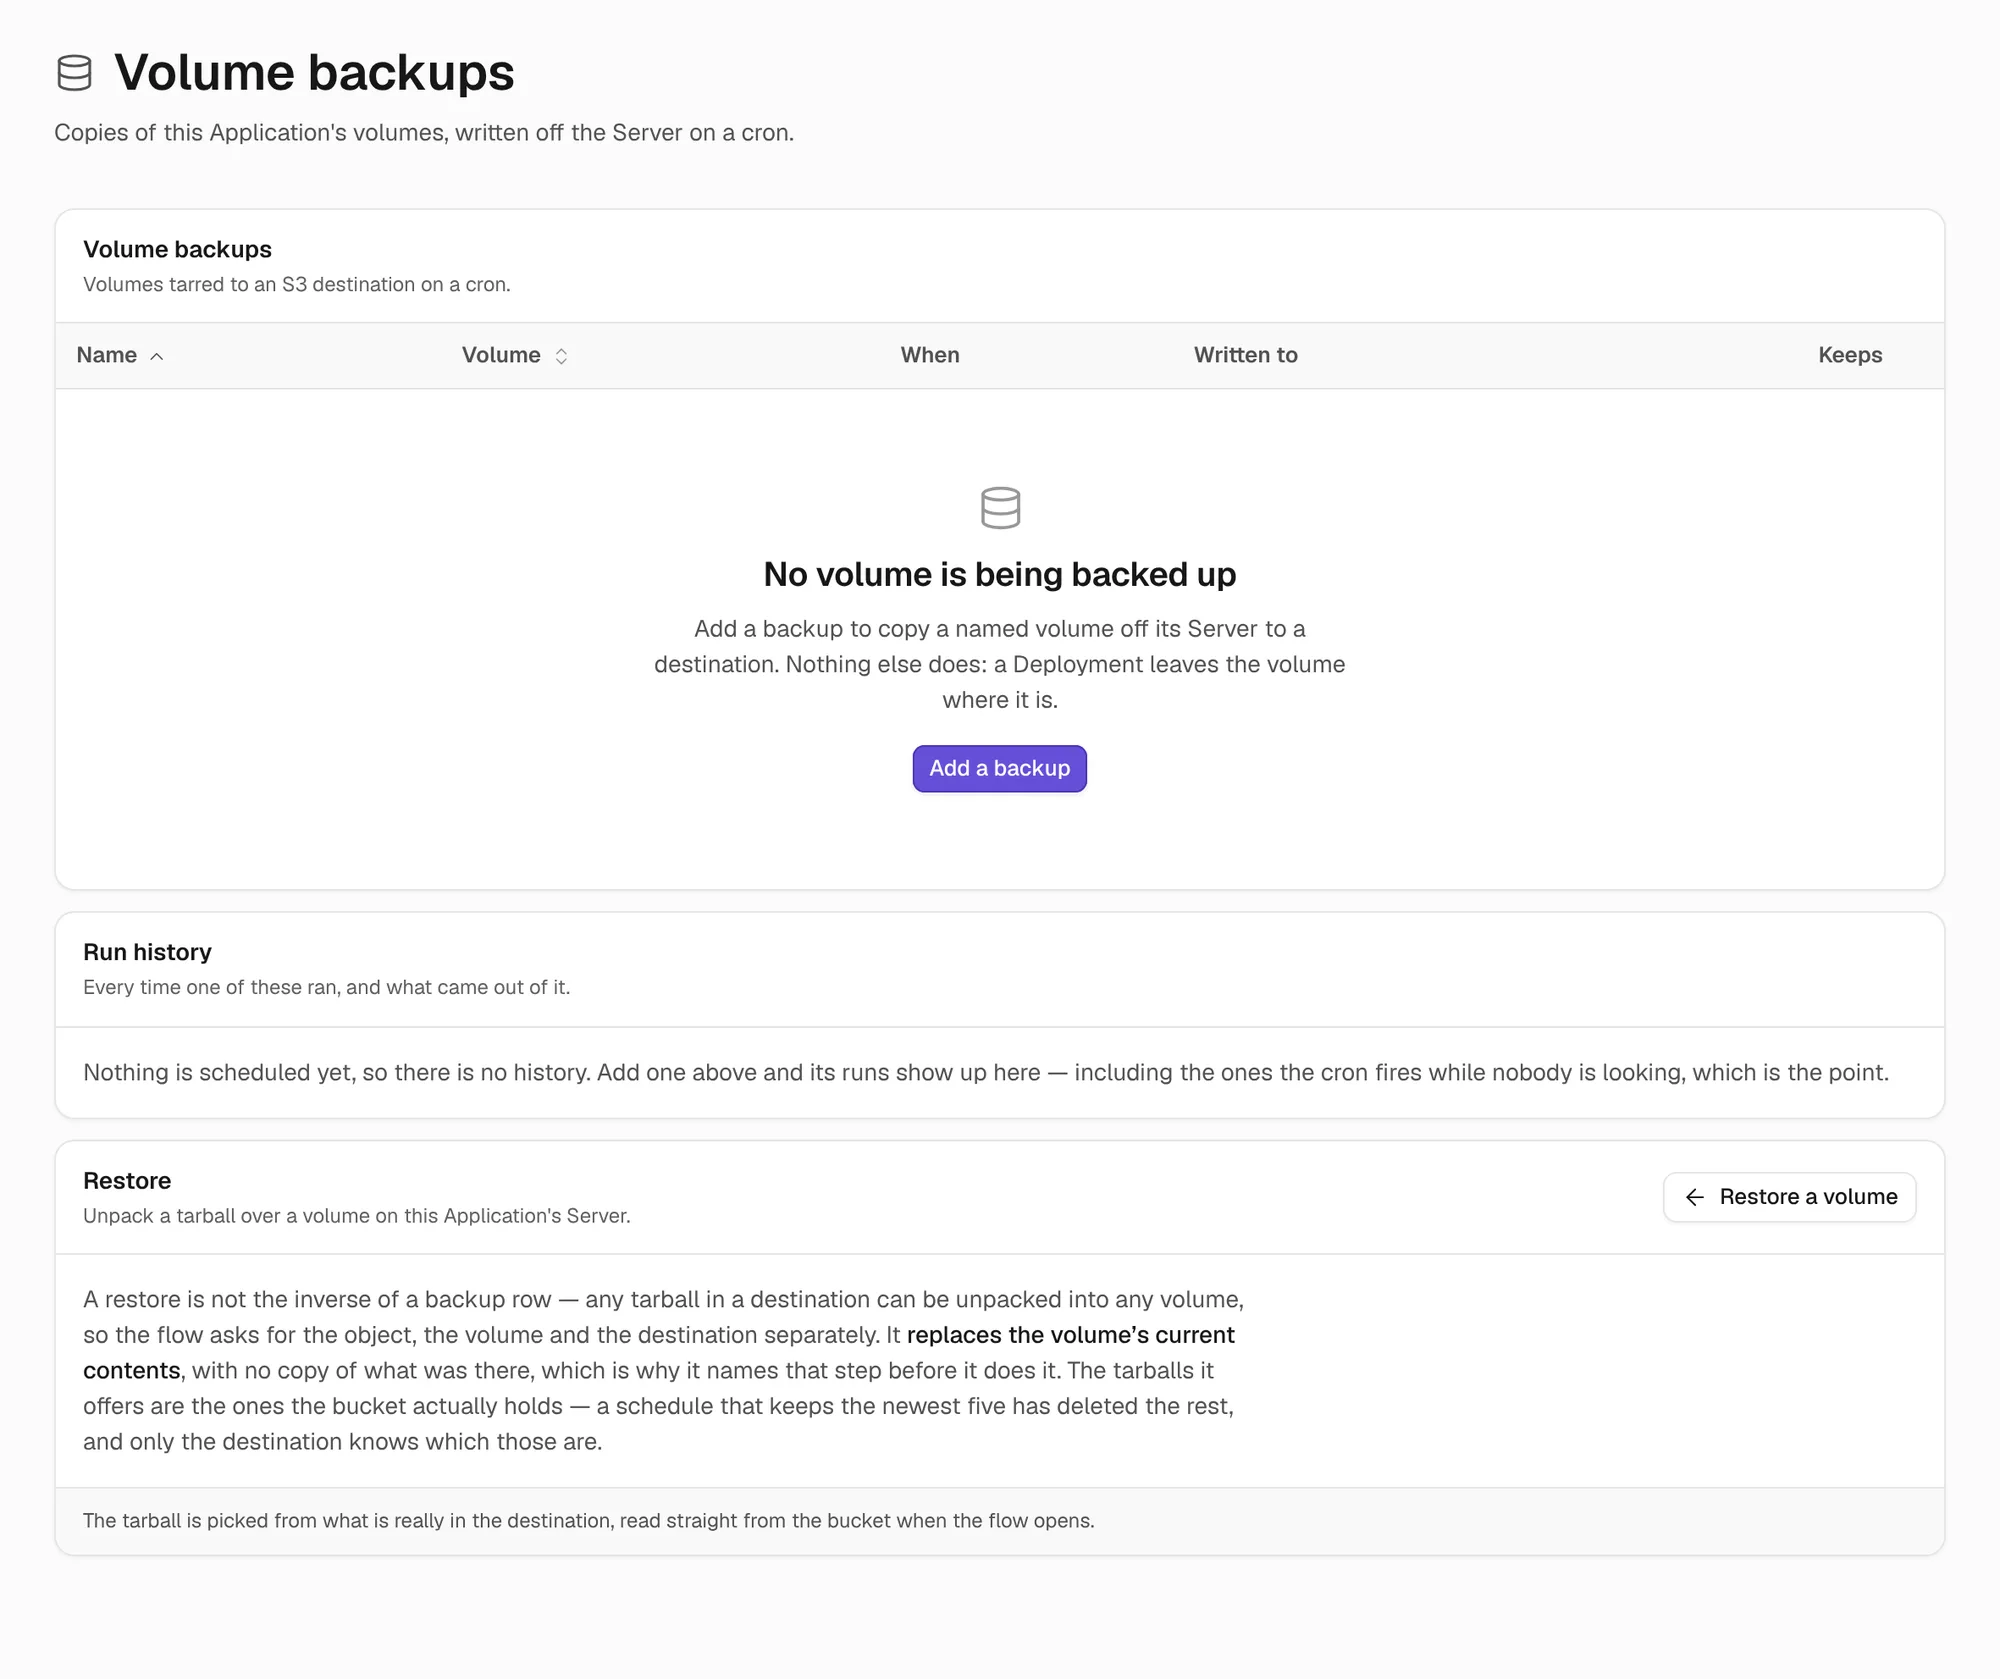 Volume backups
Copies of this Application's volumes, written off the Server on a cron.
Volume backups
Volumes tarred to an S3 destination on a cron.
Name Volume When Written to Keeps
No volume is being backed up
Add a backup to copy a named volume off its Server to a
destination. Nothing else does: a Deployment leaves the volume
where it is.
Add a backup
Run history
Every time one of these ran, and what came out of it.
Nothing is scheduled yet, so there is no history. Add one above and its runs show up here — including the ones the cron fires while nobody is looking, which is the point.
Restore
Unpack a tarball over a volume on this Application's Server.
Restore a volume
A restore is not the inverse of a backup row — any tarball in a destination can be unpacked into any volume,
so the flow asks for the object, the volume and the destination separately. It replaces the volume’s current
contents, with no copy of what was there, which is why it names that step before it does it. The tarballs it
offers are the ones the bucket actually holds — a schedule that keeps the newest five has deleted the rest,
and only the destination knows which those are.
The tarball is picked from what is really in the destination, read straight from the bucket when the flow opens.